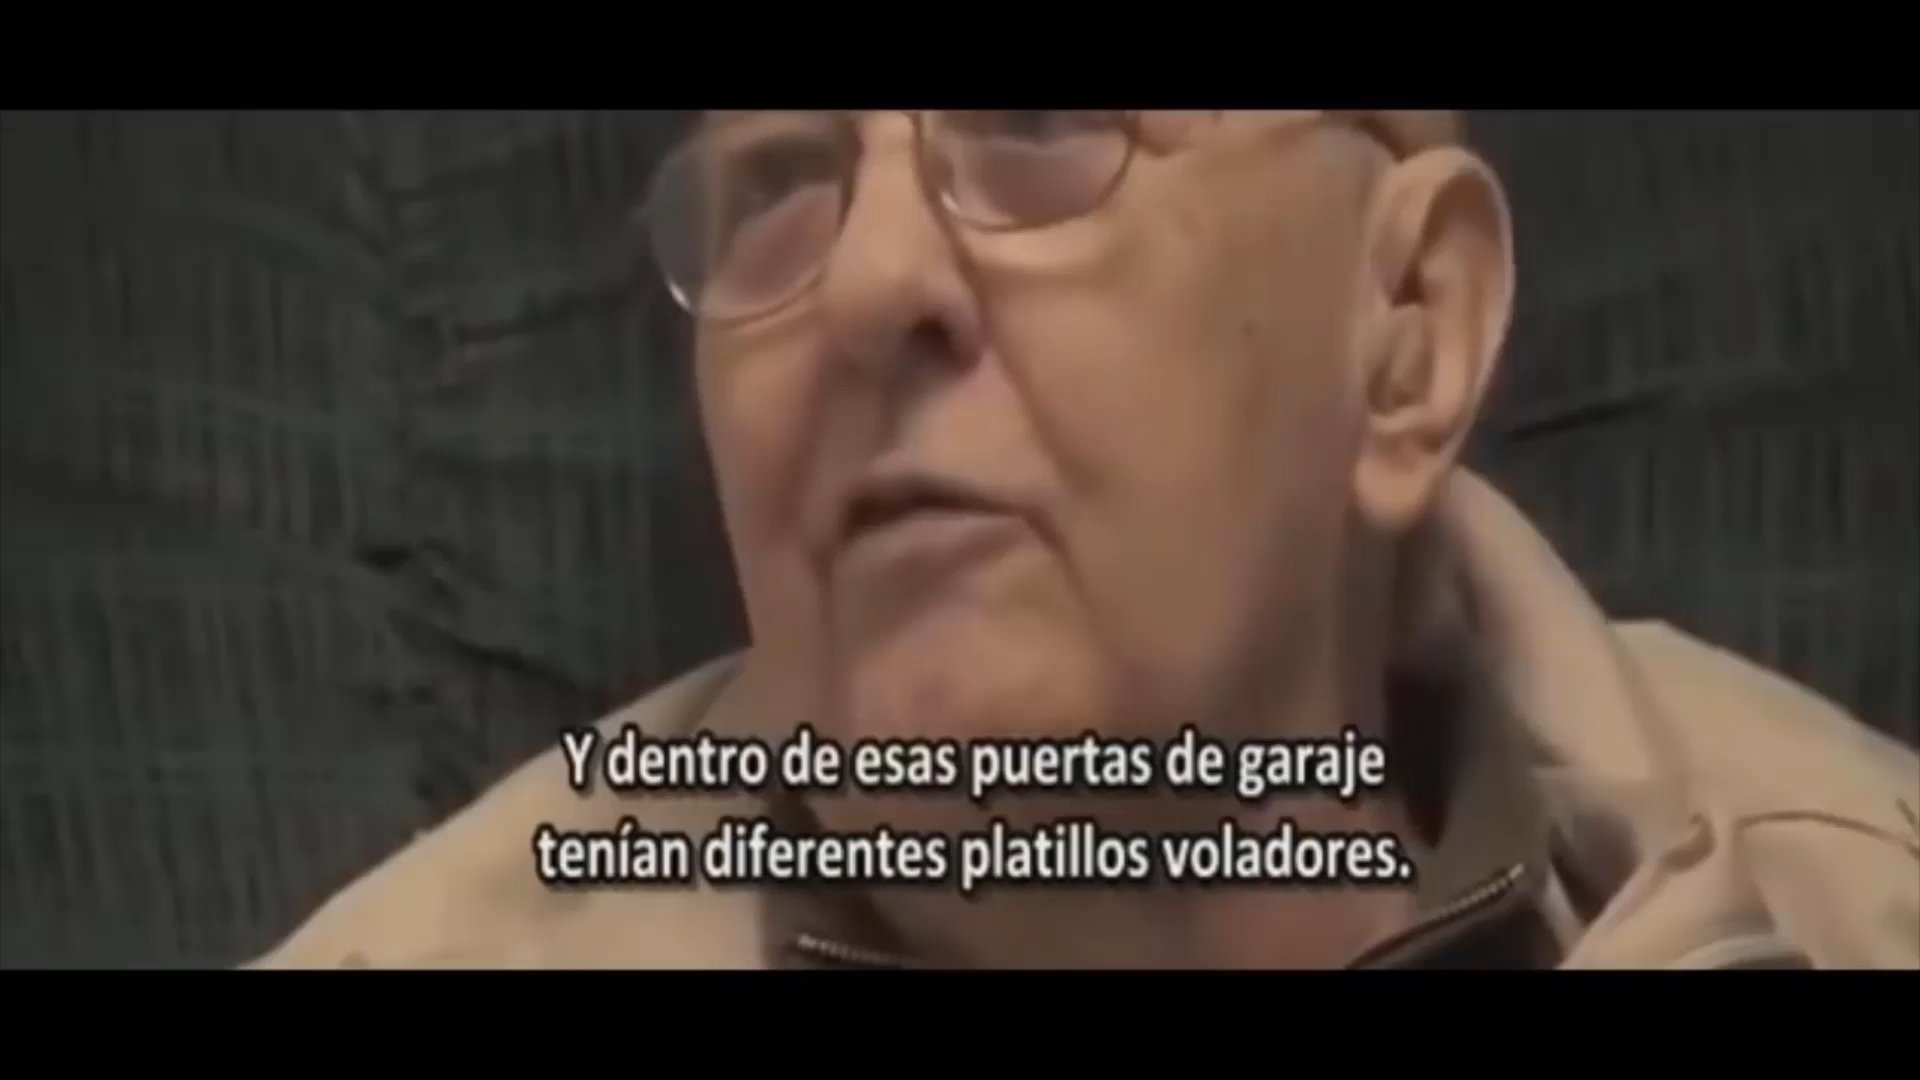 Y dentro de esas puertas de garaje
tenían diferentes platillos voladores.